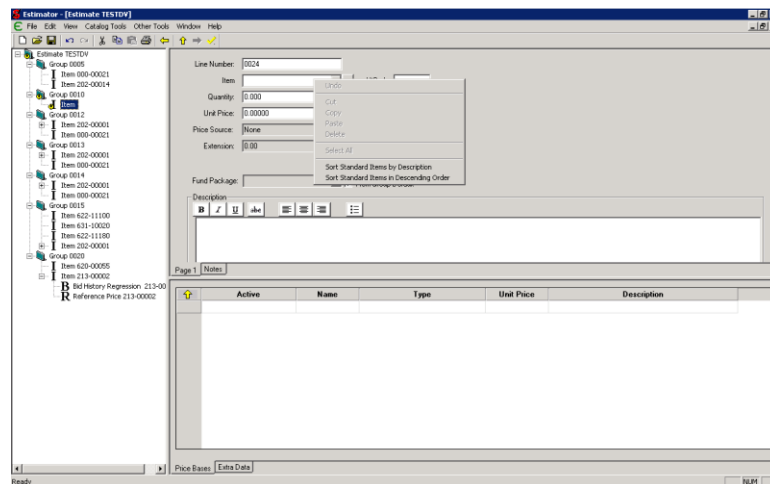 Estimator - [Estimate TESTDV]
File Edit View Catalog Tools Other Tools Window Help
Estimate TESTDV
Group 0005
Item 000-00021
Item 202-00014
Group 0010
Item
Group 0012
Item 202-00001
Item 000-00021
Group 0013
Item 202-00001
Item 000-00021
Group 0014
Item 202-00001
Item 000-00021
Group 0015
Item 622-11100
Item 631-10020
Item 622-11180
Item 202-00001
Group 0020
Item 620-00055
Item 213-00002
B Bid History Regression 213-00
R Reference Price 213-00002
Line Number: 0024
Item
Quantity: 0.000
Unit Price: 0.00000
Price Source: None
Extension: 0.00
Fund Package:
Undo
Cut
Copy
Paste
Delete
Select All
Sort Standard Items by Description
Sort Standard Items in Descending Order
Description
B I U abc
Page 1 Notes
Active Name Type Unit Price Description
Price Bases Extra Data
Ready NUM